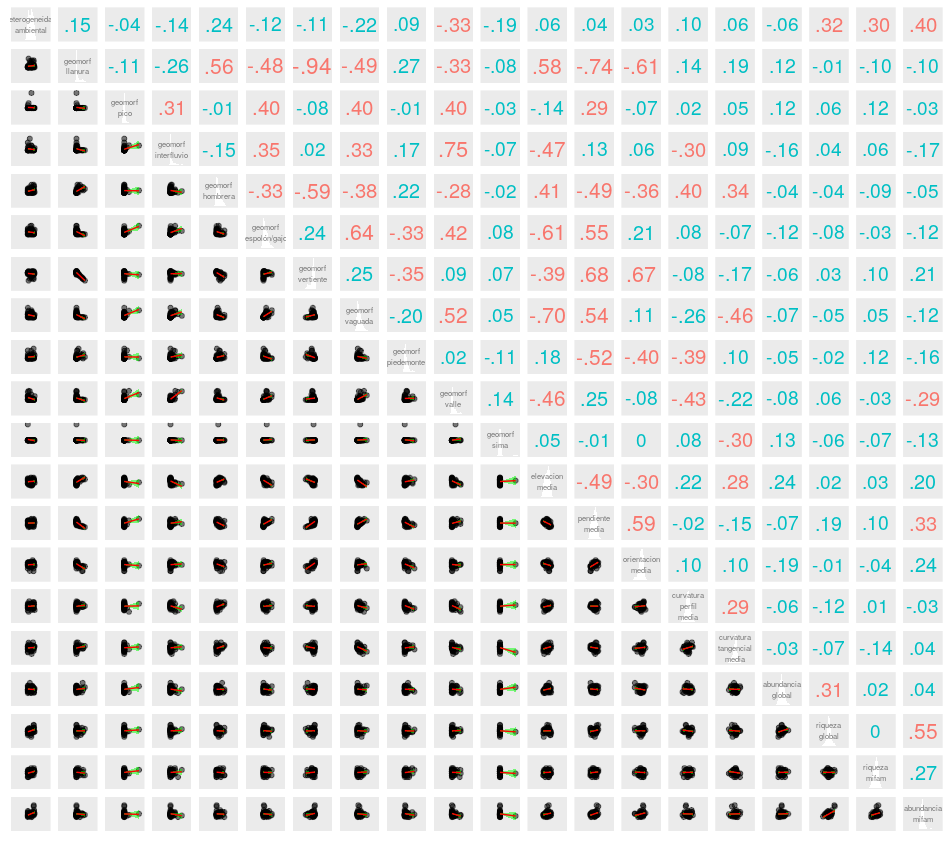 eterogeneida
ambiental
.15 -.04 -.14 .24 -.12 -.11 -.22 .09 -.33 -.19 .06 .04 .03 .10 .06 -.06 .32 .30 .40
geomorf
llanura
-.11 -.26 .56 -.48 -.94 -.49 .27 -.33 -.08 .58 -.74 -.61 .14 .19 .12 -.01 -.10 -.10
geomorf
pico
.31 -.01 .40 -.08 .40 -.01 .40 -.03 -.14 .29 -.07 .02 .05 .12 .06 .12 -.03
geomorf
interfluvio
-.15 .35 .02 .33 .17 .75 -.07 -.47 .13 .06 -.30 .09 -.16 .04 .06 -.17
geomorf
hombrera
-.33 -.59 -.38 .22 -.28 -.02 .41 -.49 -.36 .40 .34 -.04 -.04 -.09 -.05
geomorf
espolón/gajo
.24 .64 -.33 .42 .08 -.61 .55 .21 .08 -.07 -.12 -.08 -.03 -.12
geomorf
vertiente
.25 -.35 .09 .07 -.39 .68 .67 -.08 -.17 -.06 .03 .10 .21
geomorf
vaguada
-.20 .52 .05 -.70 .54 .11 -.26 -.46 -.07 -.05 .05 -.12
geomorf
piedemonte
.02 -.11 .18 -.52 -.40 -.39 .10 -.05 -.02 .12 -.16
geomorf
valle
.14 -.46 .25 -.08 -.43 -.22 -.08 .06 -.03 -.29
geomorf
sima
.05 -.01 0 .08 -.30 .13 -.06 -.07 -.13
elevacion
media
-.49 -.30 .22 .28 .24 .02 .03 .20
pendiente
media
.59 -.02 -.15 -.07 .19 .10 .33
orientacion
media
.10 .10 -.19 -.01 -.04 .24
curvatura
perfil
media
.29 -.06 -.12 .01 -.03
curvatura
tangencial
media
-.03 -.07 -.14 .04
abundancia
global
.31 .02 .04
riqueza
global
0 .55
riqueza
mifam
.27
abundancia
mifam